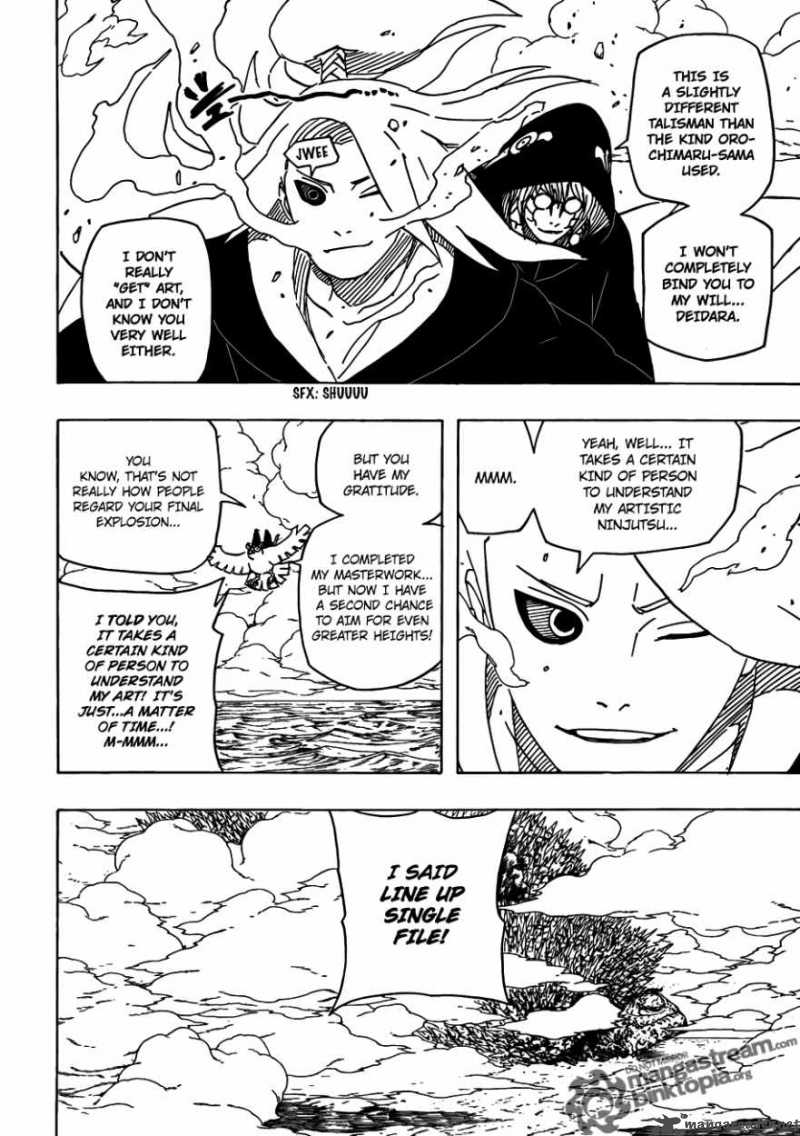 THIS IS
A SLIGHTLY
DIFFERENT
TALISMAN THAN
THE KIND ORO-
CHIMARU-SAMA
USED.
I WON'T
COMPLETELY
BIND YOU TO
MY WILL...
DEIDARA.
JWEE
I DON'T
REALLY
"GET" ART,
AND I DON'T
KNOW YOU
VERY WELL
EITHER.
SFX: SHUUUU
YEAH, WELL... IT
TAKES A CERTAIN
KIND OF PERSON
TO UNDERSTAND
MY ARTISTIC
NINJUTSU...
MMM.
BUT YOU
HAVE MY
GRATITUDE.
I COMPLETED
MY MASTERWORK...
BUT NOW I HAVE
A SECOND CHANCE
TO AIM FOR EVEN
GREATER HEIGHTS!
YOU
KNOW, THAT'S NOT
REALLY HOW PEOPLE
REGARD YOUR FINAL
EXPLOSION...
I TOLD YOU,
IT TAKES A
CERTAIN KIND
OF PERSON TO
UNDERSTAND
MY ART! IT'S
JUST...A MATTER
OF TIME...!
M-MMM...
I SAID
LINE UP
SINGLE
FILE!
mangastream.com
binktopia.org